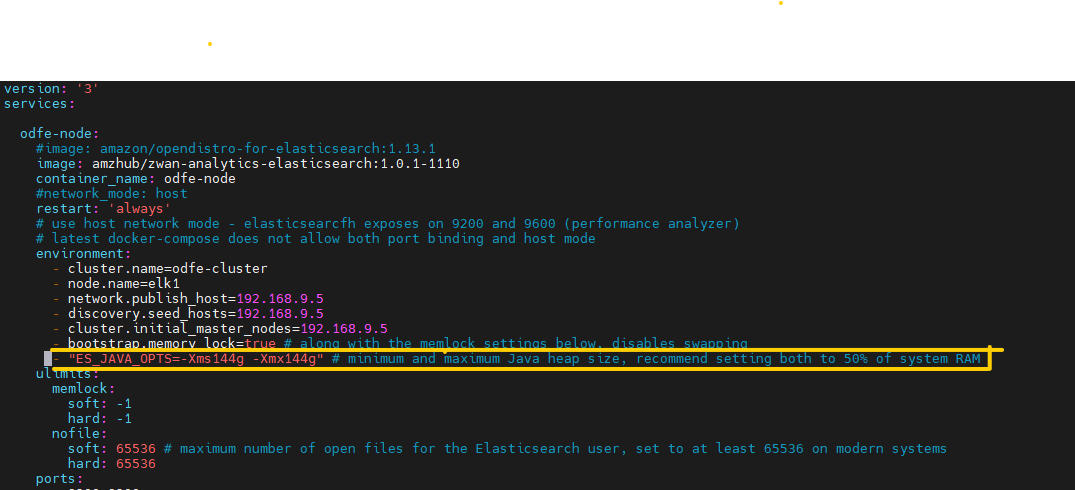 version: '3'
services:
odfe-node:
#image: amazon/opendistro-for-elasticsearch:1.13.1
image: amzhub/zwan-analytics-elasticsearch:1.0.1-1110
container_name: odfe-node
#network_mode: host
restart: 'always'
# use host network mode - elasticsearcfh exposes on 9200 and 9600 (performance analyzer)
# latest docker-compose does not allow both port binding and host mode
environment:
- cluster.name=odfe-cluster
- node.name=elk1
- network.publish_host=192.168.9.5
- discovery.seed_hosts=192.168.9.5
- cluster.initial_master_nodes=192.168.9.5
- bootstrap.memory_lock=true # along with the memlock settings below, disables swapping
- "ES_JAVA_OPTS=-Xms144g -Xmx144g" # minimum and maximum Java heap size, recommend setting both to 50% of system RAM
ulimits:
memlock:
soft: -1
hard: -1
nofile:
soft: 65536 # maximum number of open files for the Elasticsearch user, set to at least 65536 on modern systems
hard: 65536
ports: